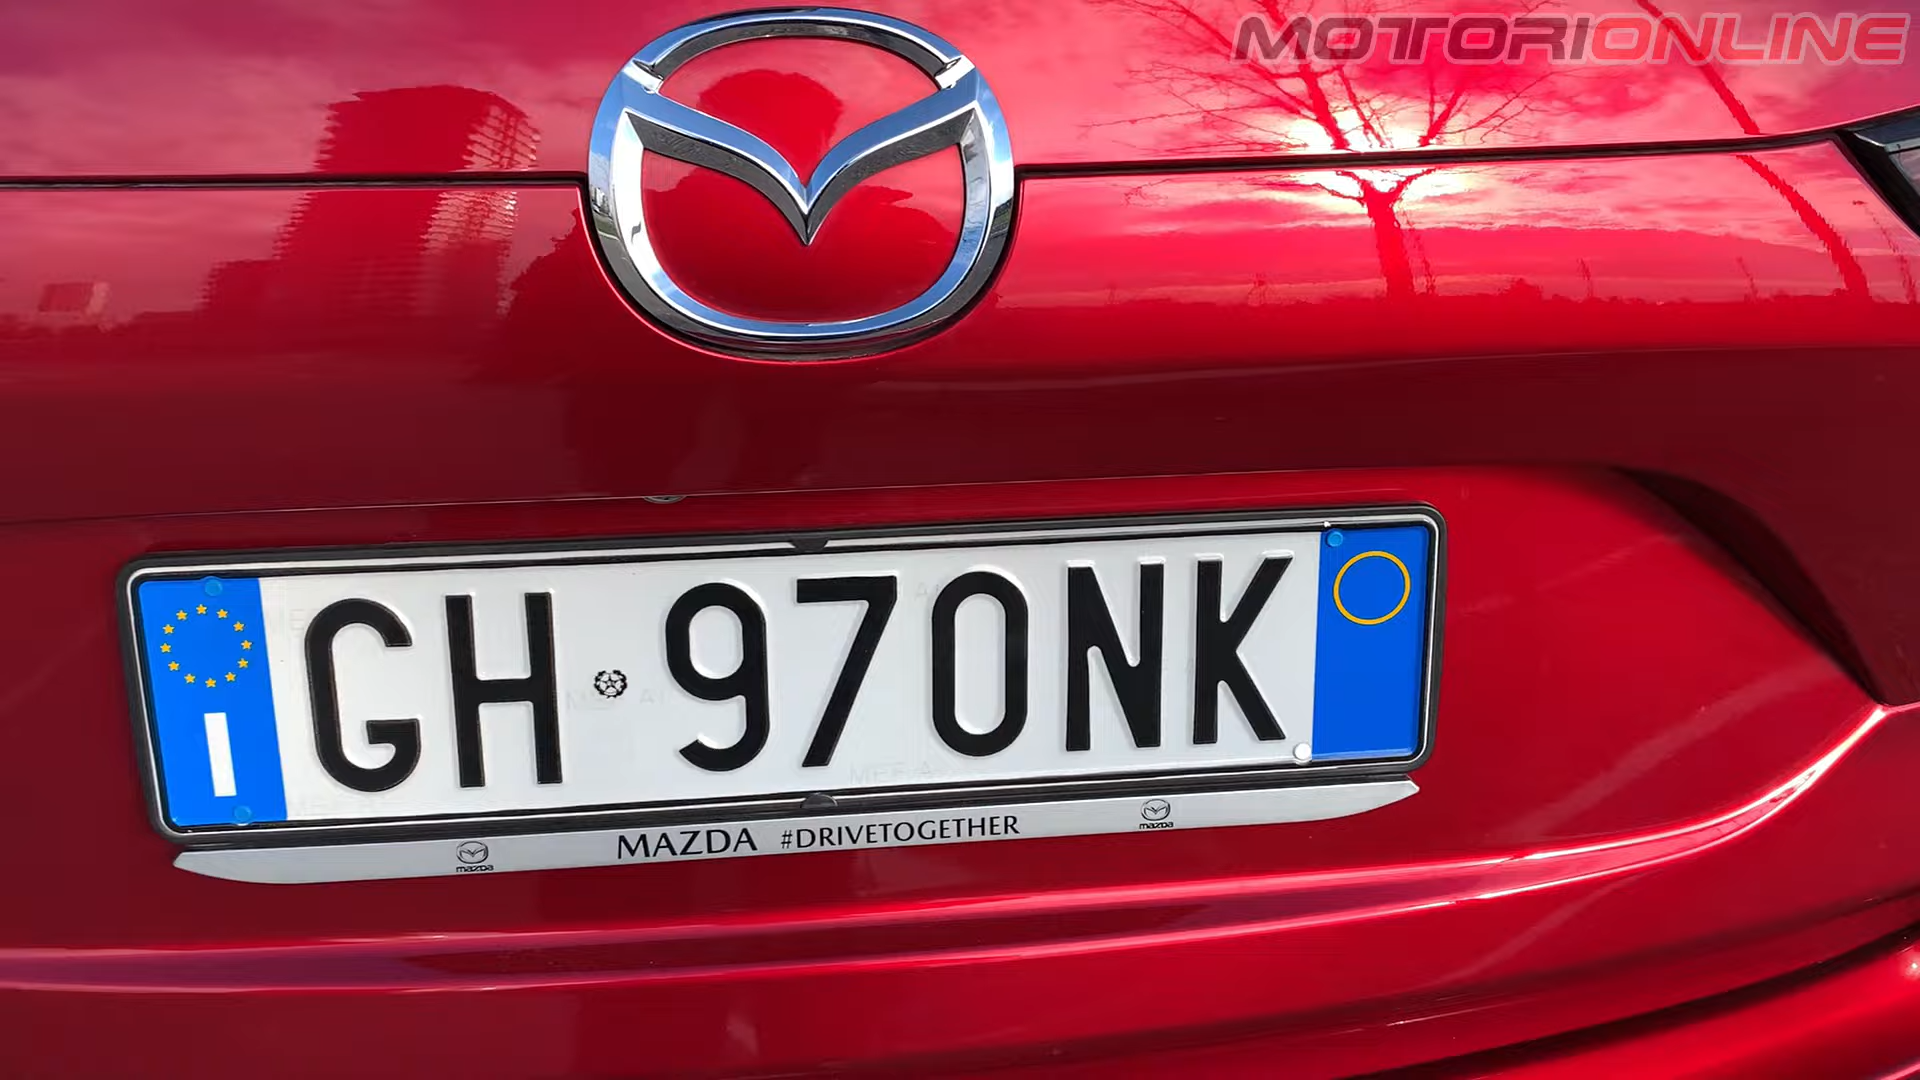 MOTORIONLINE
I GH 970NK
MAZDA #DRIVETOGETHER
mazda
mazda